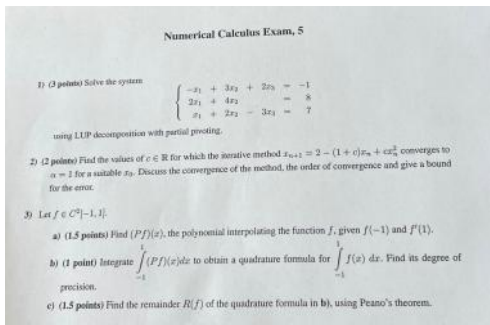 Numerical Calculus Exam, 5
1) (3 points) Solve the system
-x₁ + 3x₂ + 2x₃ = -1
2x₁ + 4x₂ = 8
x₁ + 2x₂ - 3x₃ = 7
using LUP decomposition with partial pivoting.
2) (2 points) Find the values of c ∈ ℝ for which the iterative method xₙ₊₁ = 2 - (1 + c)xₙ + cxₙ² converges to
α = 1 for a suitable x₀. Discuss the convergence of the method, the order of convergence and give a bound
for the error.
3) Let f ∈ C⁰[-1, 1].
a) (1.5 points) Find (Pf)(x), the polynomial interpolating the function f, given f(-1) and f'(1).
b) (1 point) Integrate ∫₋₁¹ (Pf)(x)dx to obtain a quadrature formula for ∫₋₁¹ f(x) dx. Find its degree of
precision.
c) (1.5 points) Find the remainder R(f) of the quadrature formula in b), using Peano's theorem.